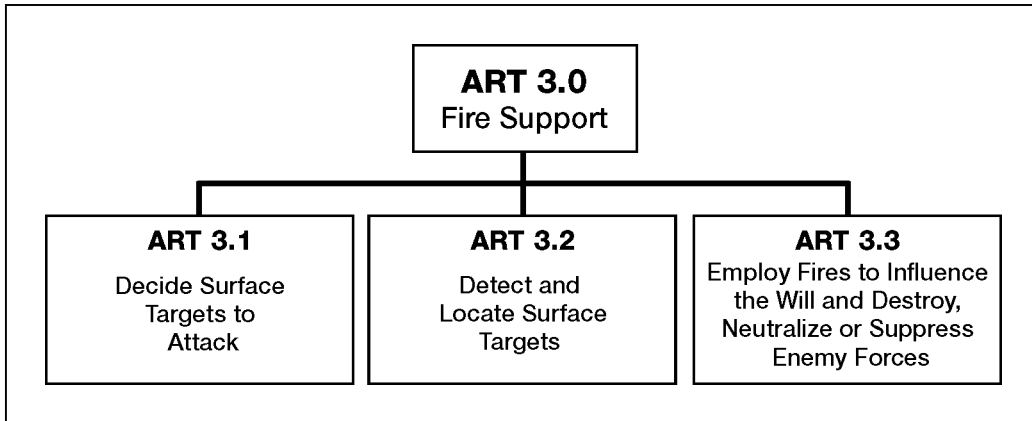 ART 3.0
Fire Support
ART 3.1
Decide Surface
Targets to
Attack
ART 3.2
Detect and
Locate Surface
Targets
ART 3.3
Employ Fires to Influence
the Will and Destroy,
Neutralize or Suppress
Enemy Forces